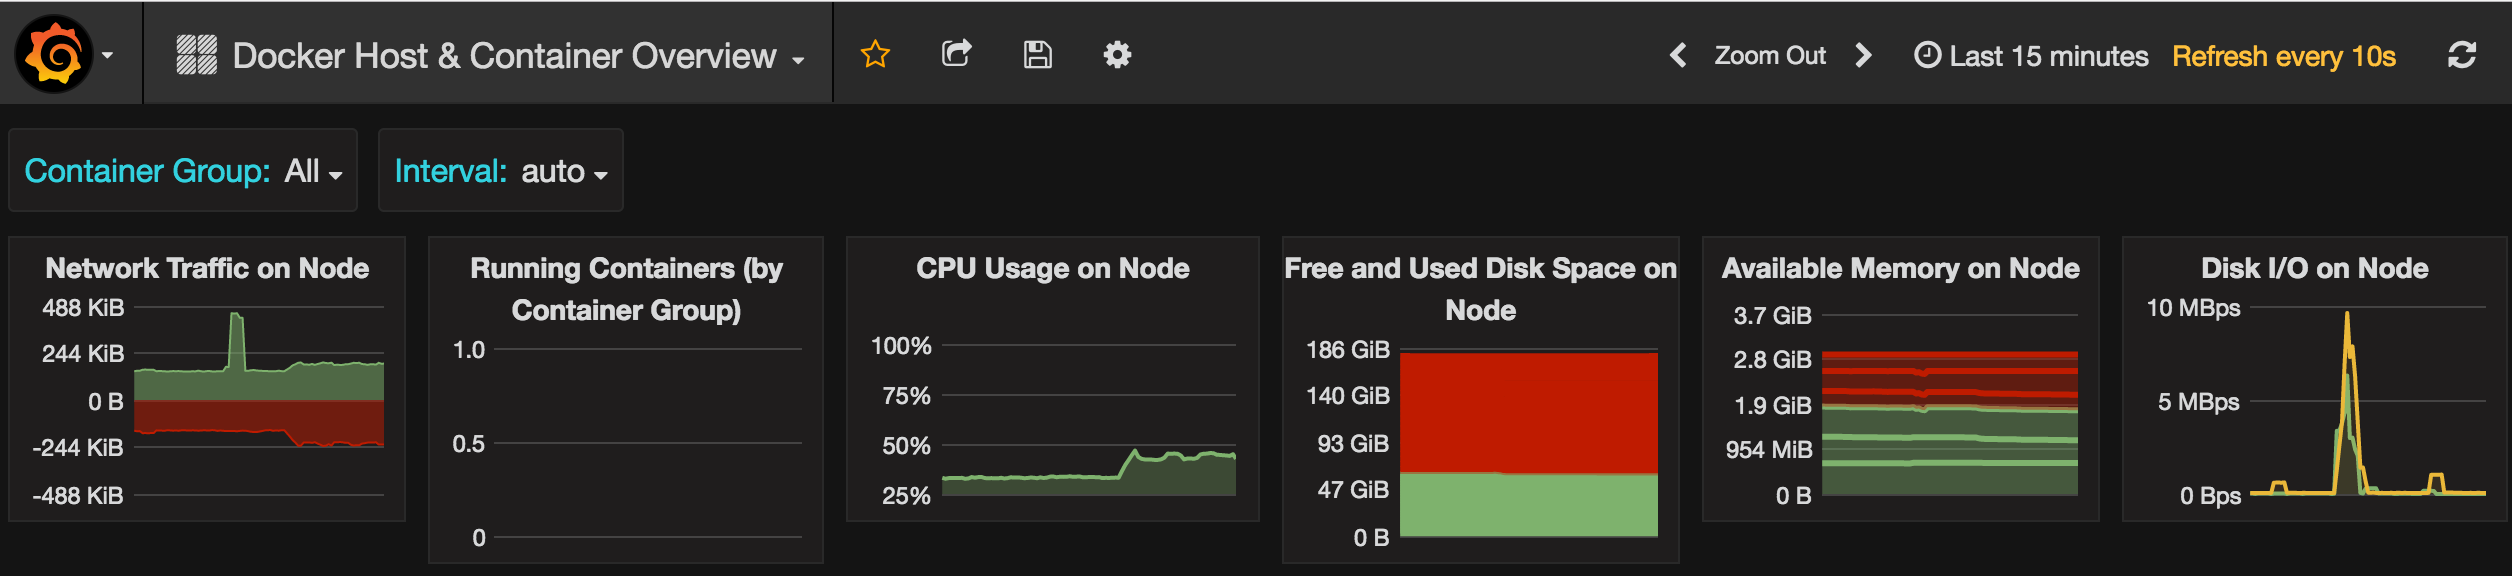 Docker Host & Container Overview
Zoom Out
Last 15 minutes
Refresh every 10s
Container Group: All
Interval: auto
Network Traffic on Node
488 KiB
244 KiB
0 B
-244 KiB
-488 KiB
Running Containers (by
Container Group)
1.0
0.5
0
CPU Usage on Node
100%
75%
50%
25%
Free and Used Disk Space on
Node
186 GiB
140 GiB
93 GiB
47 GiB
0 B
Available Memory on Node
3.7 GiB
2.8 GiB
1.9 GiB
954 MiB
0 B
Disk I/O on Node
10 MBps
5 MBps
0 Bps